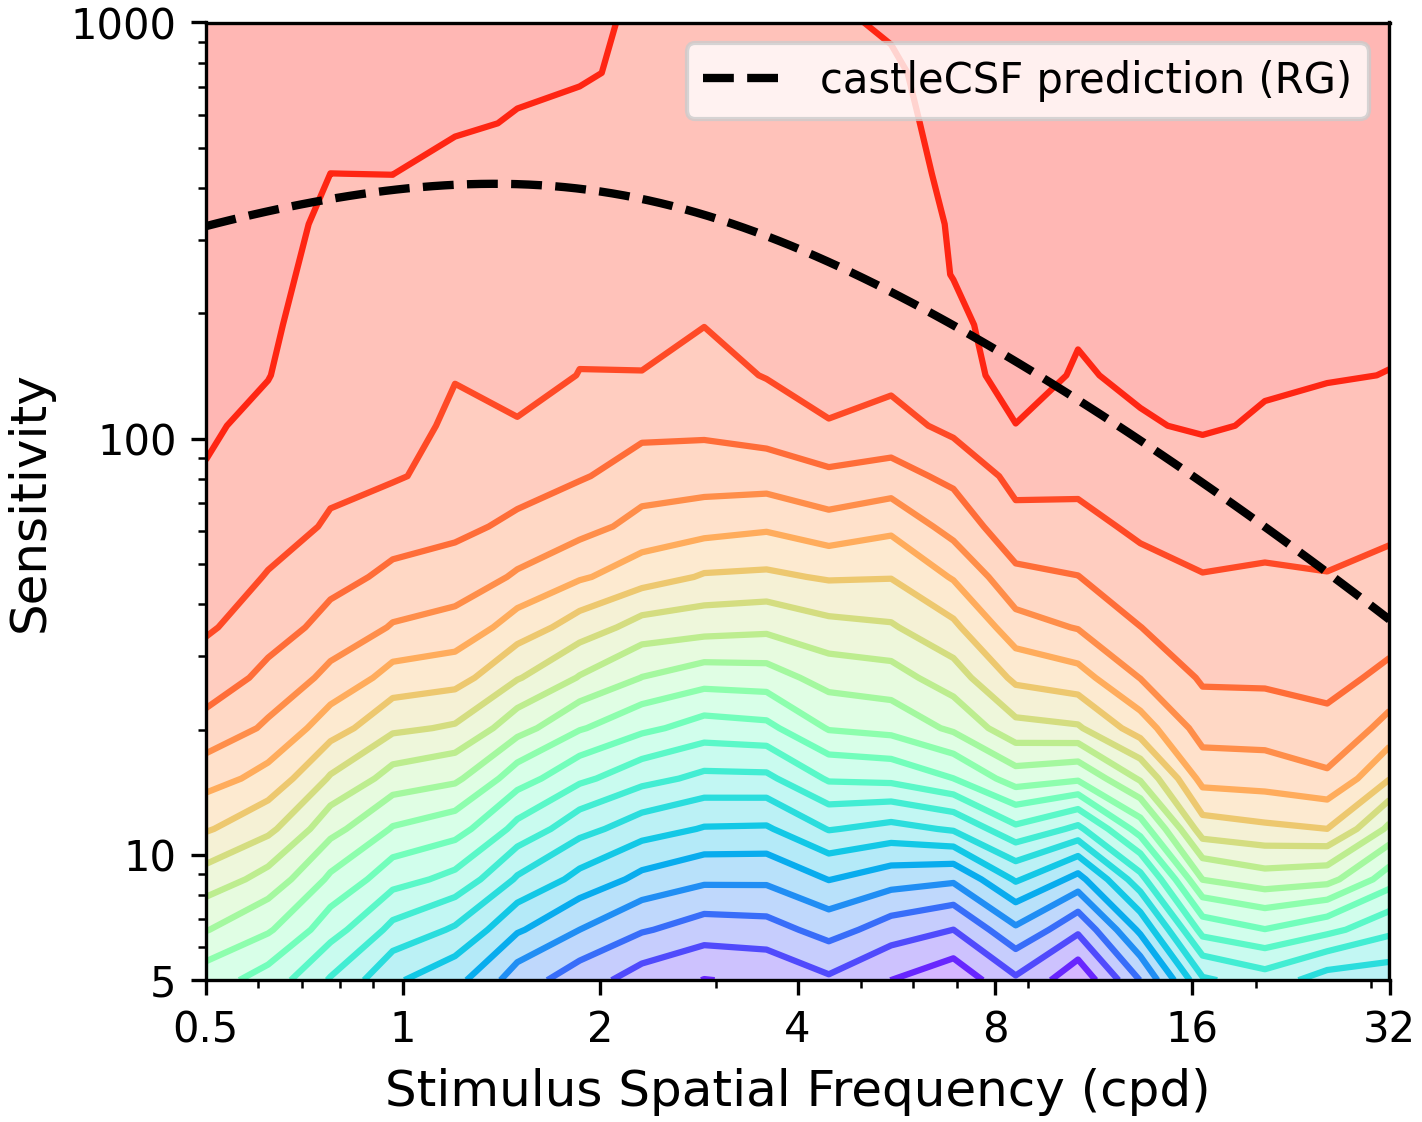 1000
castleCSF prediction (RG)
100
10
5
Sensitivity
0.5 1 2 4 8 16 32
Stimulus Spatial Frequency (cpd)